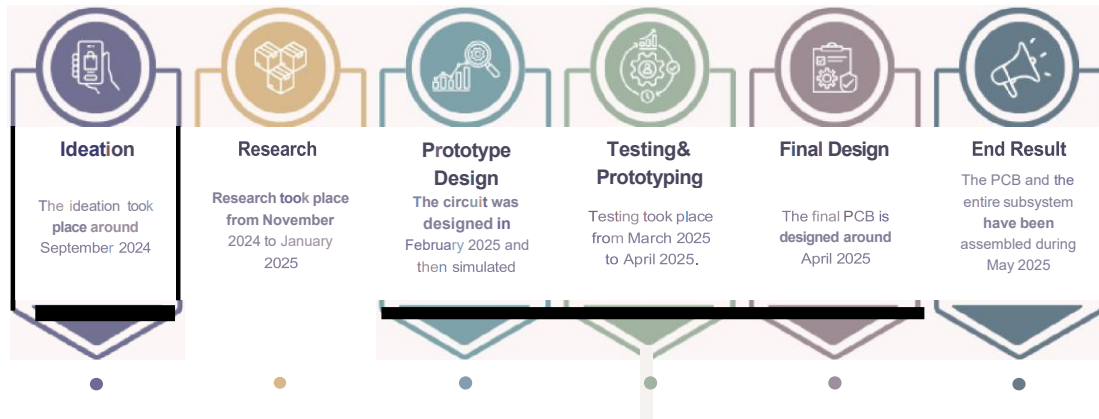 Ideation
The ideation took
place around
September 2024
Research
Research took place
from November
2024 to January
2025
Prototype
Design
The circuit was
designed in
February 2025 and
then simulated
Testing&
Prototyping
Testing took place
from March 2025
to April 2025.
Final Design
The final PCB is
designed around
April 2025
End Result
The PCB and the
entire subsystem
have been
assembled during
May 2025